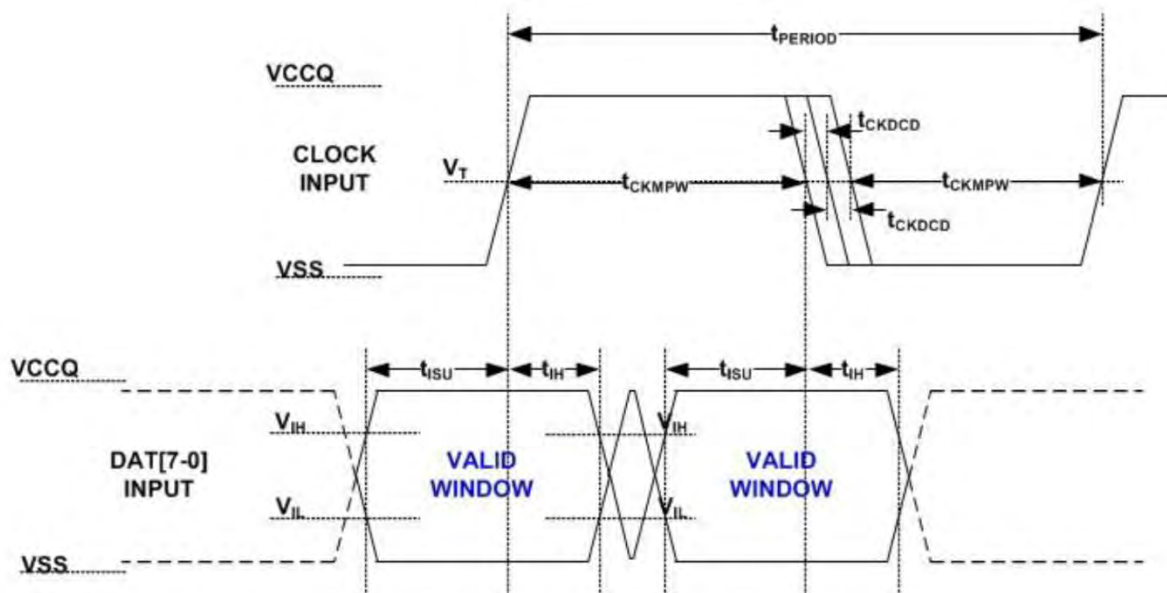 tPERIOD
VCCQ
tCKDCD
CLOCK
INPUT
VT
tCKMPW
tCKMPW
tCKDCD
VSS
VCCQ
tISU
tIH
tISU
tIH
VIH
VIH
DAT[7-0]
INPUT
VALID
WINDOW
VALID
WINDOW
VIL
VIL
VSS